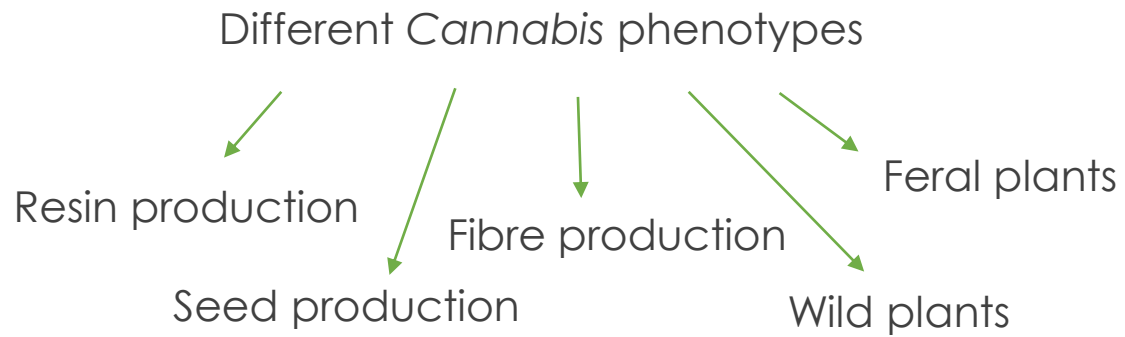 Different Cannabis phenotypes
Feral plants
Resin production
Fibre production
Seed production
Wild plants